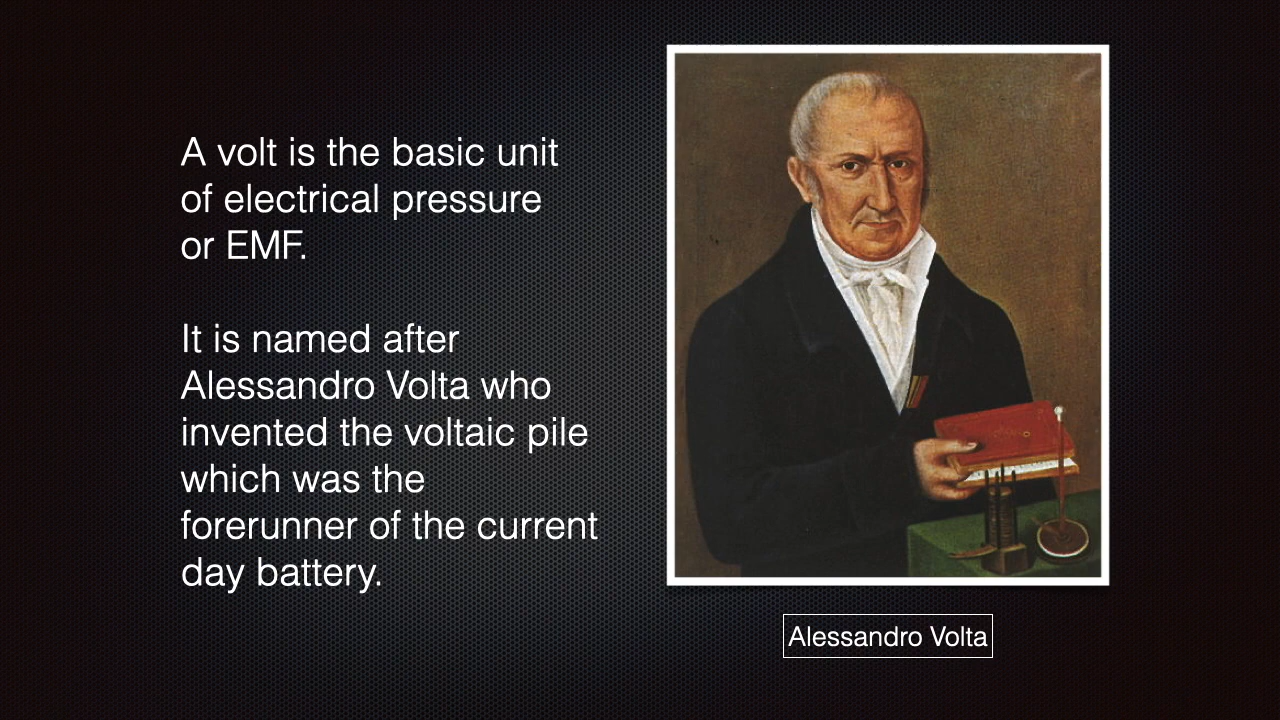 A volt is the basic unit
of electrical pressure
or EMF.
It is named after
Alessandro Volta who
invented the voltaic pile
which was the
forerunner of the current
day battery.
Alessandro Volta